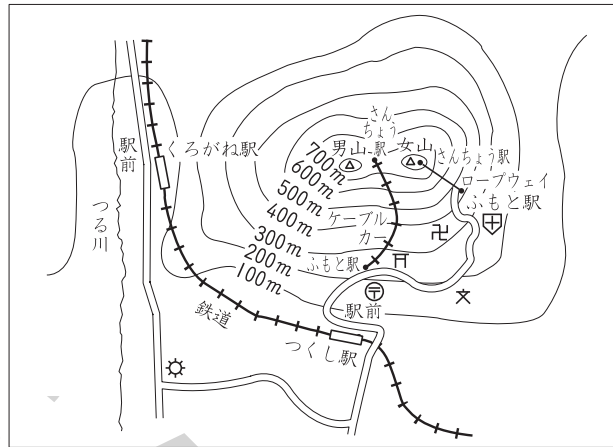 さん
ちょう
駅
男山
女山
さんちょう駅
ロープウェイ
ふもと駅
700m
600m
500m
400m
300m
200m
100m
ケーブル
カー
ふもと駅
駅前
くろがね駅
つる川
鉄道
駅前
つくし駅